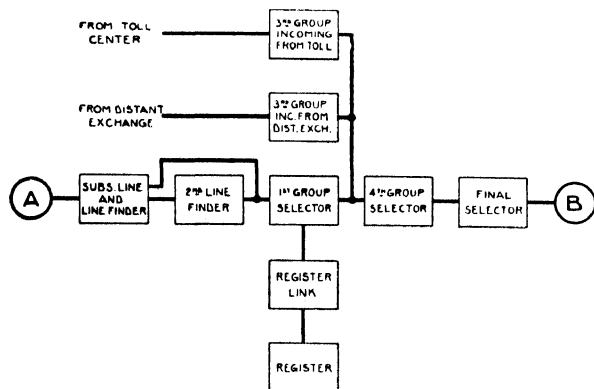 FROM TOLL
CENTER
3RD GROUP
INCOMING
FROM TOLL
FROM DISTANT
EXCHANGE
3RD GROUP
INC. FROM
DIST. EXCH.
A
SUBS. LINE
AND
LINE FINDER
2ND LINE
FINDER
1ST GROUP
SELECTOR
4TH GROUP
SELECTOR
FINAL
SELECTOR
B
REGISTER
LINK
REGISTER